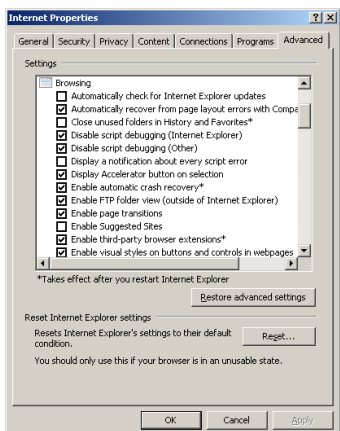 Internet Properties
General Security Privacy Content Connections Programs Advanced
Settings
Browsing
Automatically check for Internet Explorer updates
Automatically recover from page layout errors with Compa
Close unused folders in History and Favorites*
Disable script debugging (Internet Explorer)
Disable script debugging (Other)
Display a notification about every script error
Display Accelerator button on selection
Enable automatic crash recovery*
Enable FTP folder view (outside of Internet Explorer)
Enable page transitions
Enable Suggested Sites
Enable third-party browser extensions*
Enable visual styles on buttons and controls in webpages
*Takes effect after you restart Internet Explorer
Restore advanced settings
Reset Internet Explorer settings
Resets Internet Explorer's settings to their default
condition.
Reset...
You should only use this if your browser is in an unusable state.
OK Cancel Apply